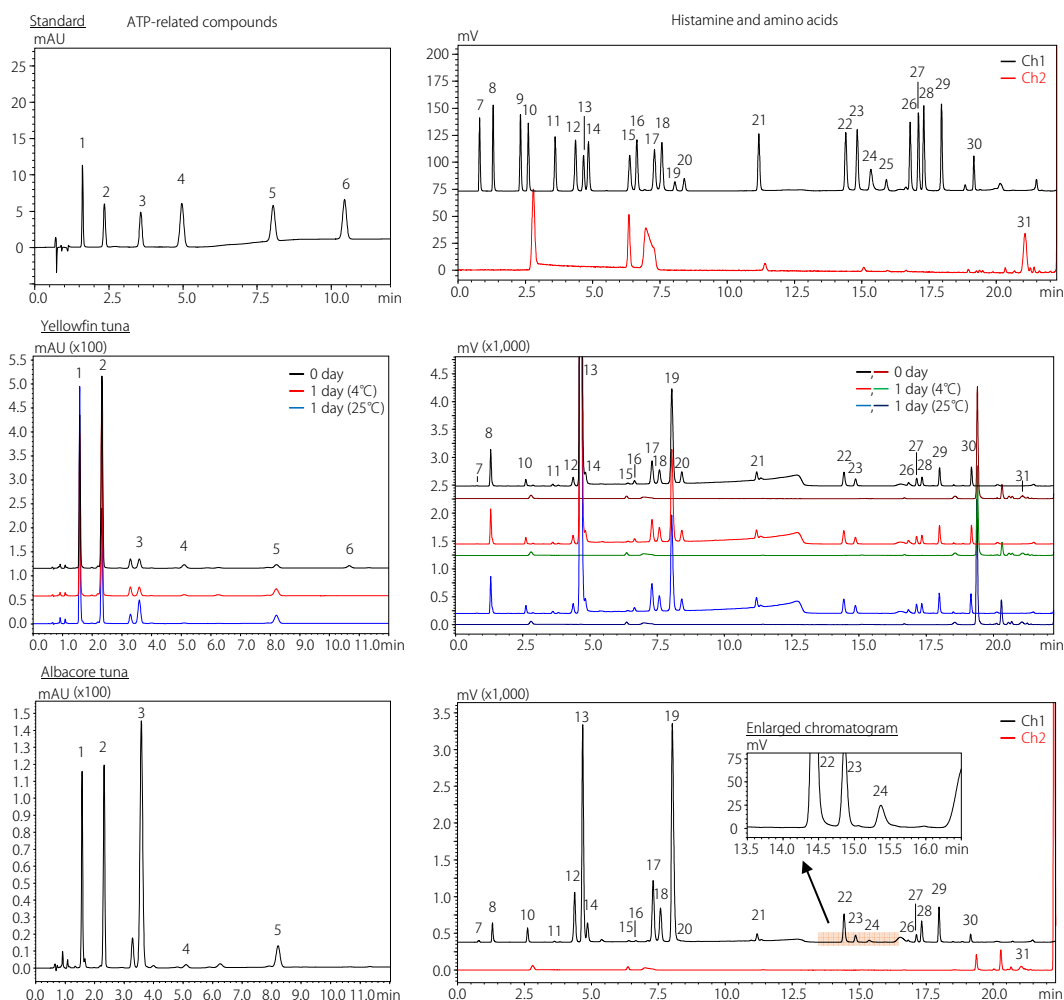 Standard
ATP-related compounds
Histamine and amino acids
mAU
25
20
15
10
5
0
1
2
3
4
5
6
0.0 2.5 5.0 7.5 10.0 min
mV
200
175
150
125
100
75
50
25
0
Ch1
Ch2
7 8 9 10 11 12 13 14 15 16 17 18 19 20 21 22 23 24 25 26 27 28 29 30
31
0.0 2.5 5.0 7.5 10.0 12.5 15.0 17.5 20.0 min
Yellowfin tuna
mAU (x100)
5.5
5.0
4.5
4.0
3.5
3.0
2.5
2.0
1.5
1.0
0.5
0.0
0 day
1 day (4℃)
1 day (25℃)
1 2 3 4 5 6
0.0 1.0 2.0 3.0 4.0 5.0 6.0 7.0 8.0 9.0 10.0 11.0 min
mV (x1,000)
4.5
4.0
3.5
3.0
2.5
2.0
1.5
1.0
0.5
0.0
0 day
1 day (4℃)
1 day (25℃)
7 8 10 11 12 13 14 15 16 17 18 19 20 21 22 23 26 27 28 29 30 31
0.0 2.5 5.0 7.5 10.0 12.5 15.0 17.5 20.0 min
Albacore tuna
mAU (x100)
1.5
1.4
1.3
1.2
1.1
1.0
0.9
0.8
0.7
0.6
0.5
0.4
0.3
0.2
0.1
0.0
1 2 3 4 5
0.0 1.0 2.0 3.0 4.0 5.0 6.0 7.0 8.0 9.0 10.0 11.0 min
mV (x1,000)
3.5
3.0
2.5
2.0
1.5
1.0
0.5
0.0
Ch1
Ch2
Enlarged chromatogram
mV
75
50
25
0
22 23 24
13.5 14.0 14.5 15.0 15.5 16.0 min
7 8 10 11 12 13 14 15 16 17 18 19 20 21 22 23 24 26 27 28 29 30
31
0.0 2.5 5.0 7.5 10.0 12.5 15.0 17.5 20.0 min